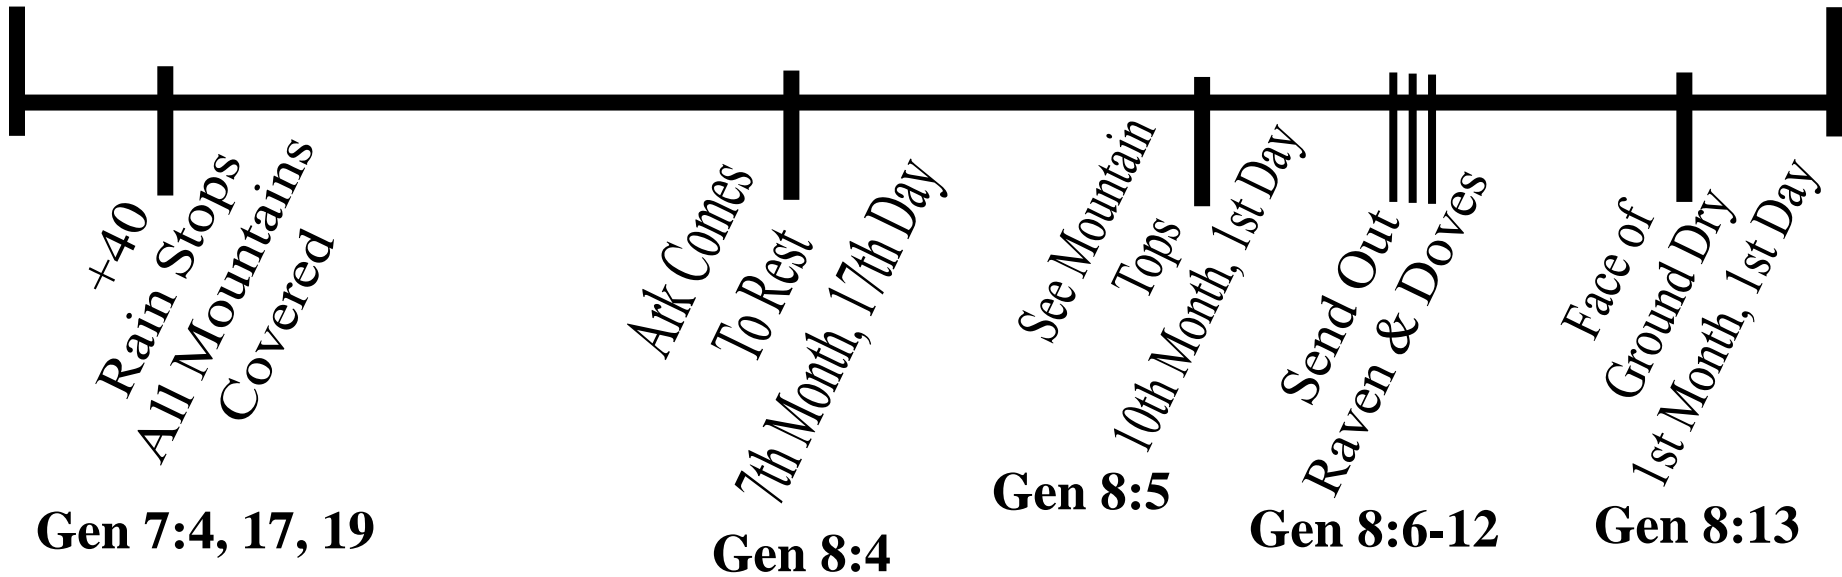 +40
Rain Stops
All Mountains
Covered
Gen 7:4, 17, 19
Ark Comes
To Rest
7th Month, 17th Day
Gen 8:4
See Mountain
Tops
10th Month, 1st Day
Gen 8:5
Send Out
Raven & Doves
Gen 8:6-12
Face of
Ground Dry
1st Month, 1st Day
Gen 8:13